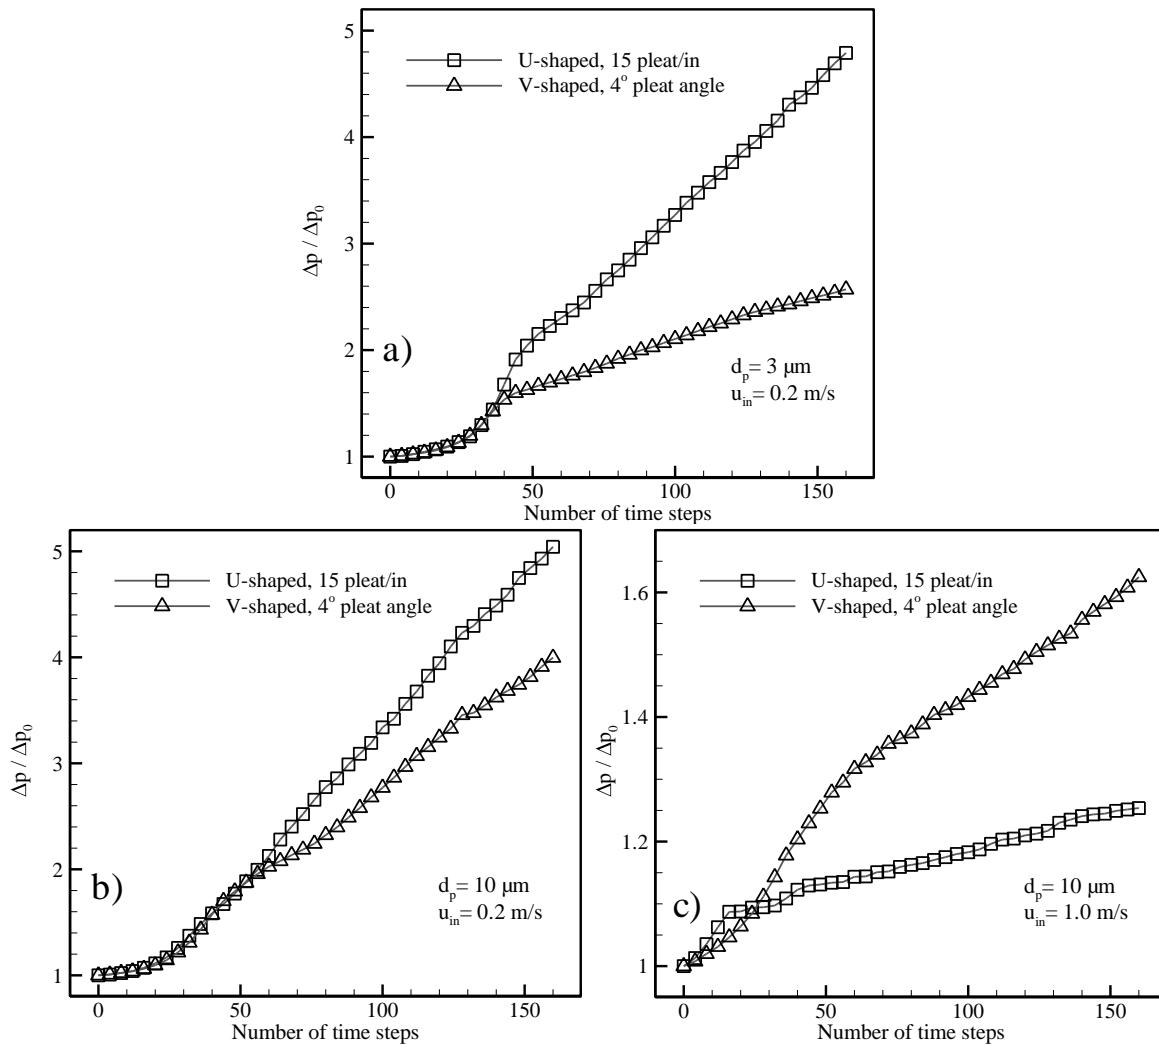 5
4
3
2
1
Δp / Δp₀
U-shaped, 15 pleat/in
V-shaped, 4° pleat angle
a)
dₚ= 3 µm
uᵢₙ= 0.2 m/s
0 50 100 150
Number of time steps
5
4
3
2
1
Δp / Δp₀
U-shaped, 15 pleat/in
V-shaped, 4° pleat angle
b)
dₚ= 10 µm
uᵢₙ= 0.2 m/s
0 50 100 150
Number of time steps
1.6
1.4
1.2
1
Δp / Δp₀
U-shaped, 15 pleat/in
V-shaped, 4° pleat angle
c)
dₚ= 10 µm
uᵢₙ= 1.0 m/s
0 50 100 150
Number of time steps